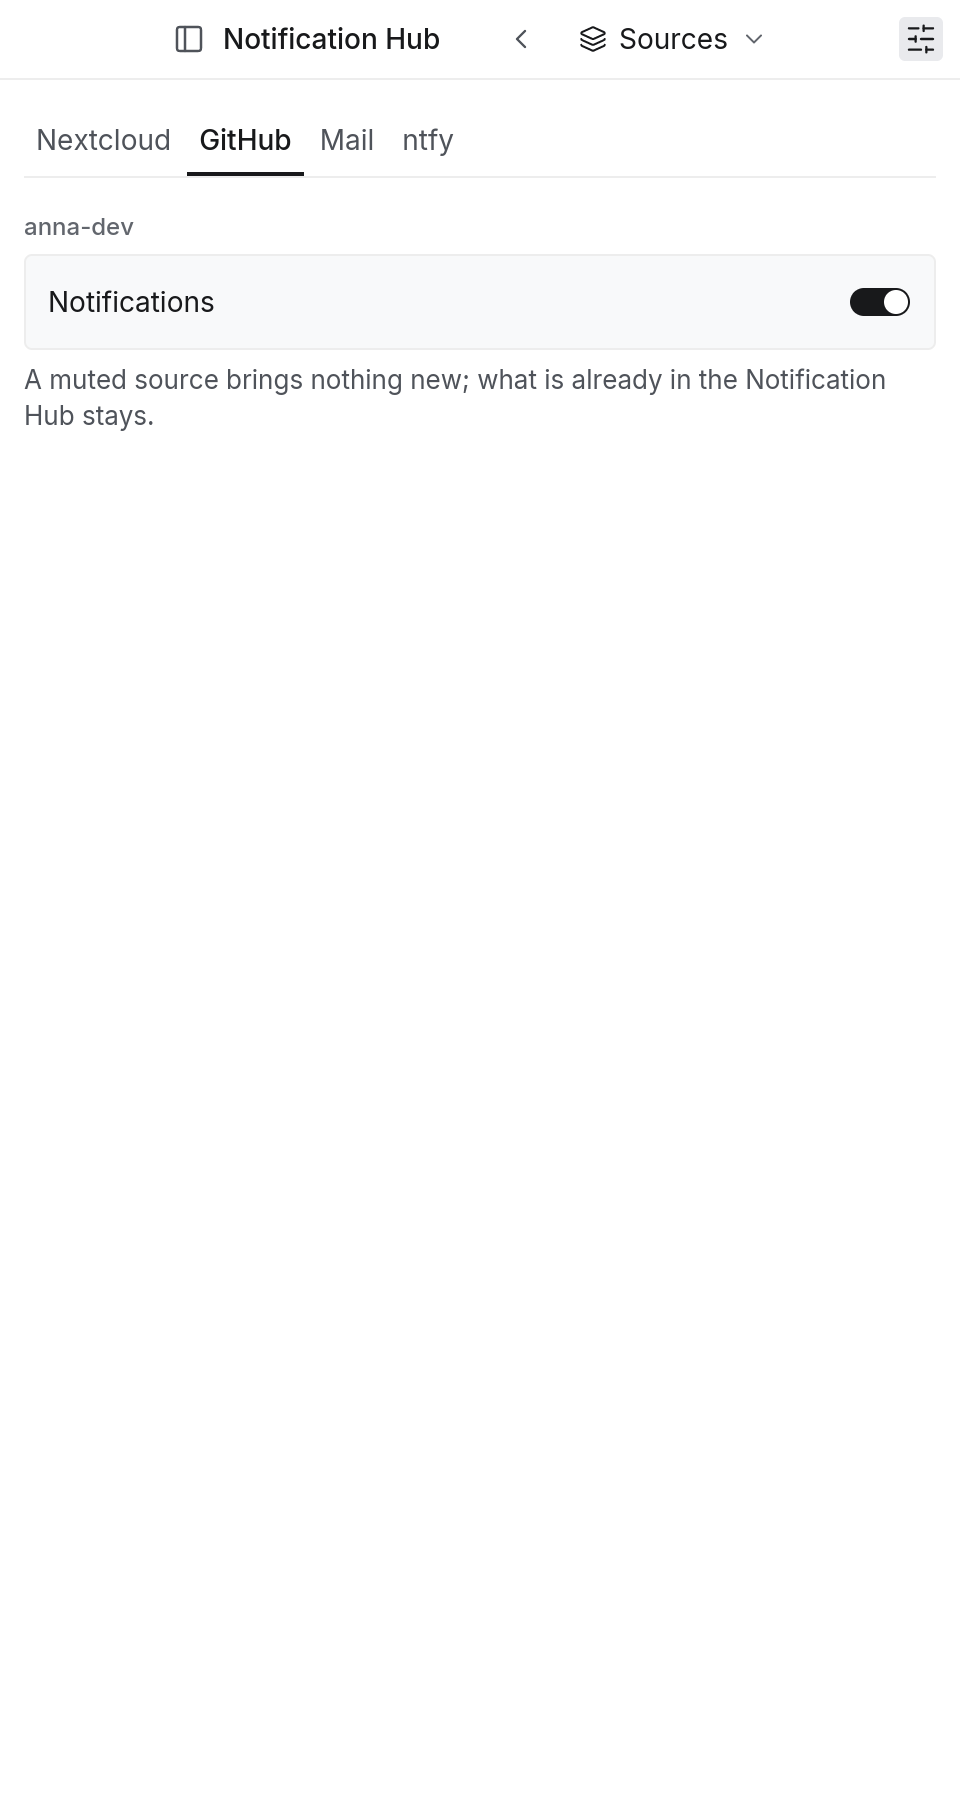 Notification Hub
Sources
Nextcloud GitHub Mail ntfy
anna-dev
Notifications
A muted source brings nothing new; what is already in the Notification
Hub stays.